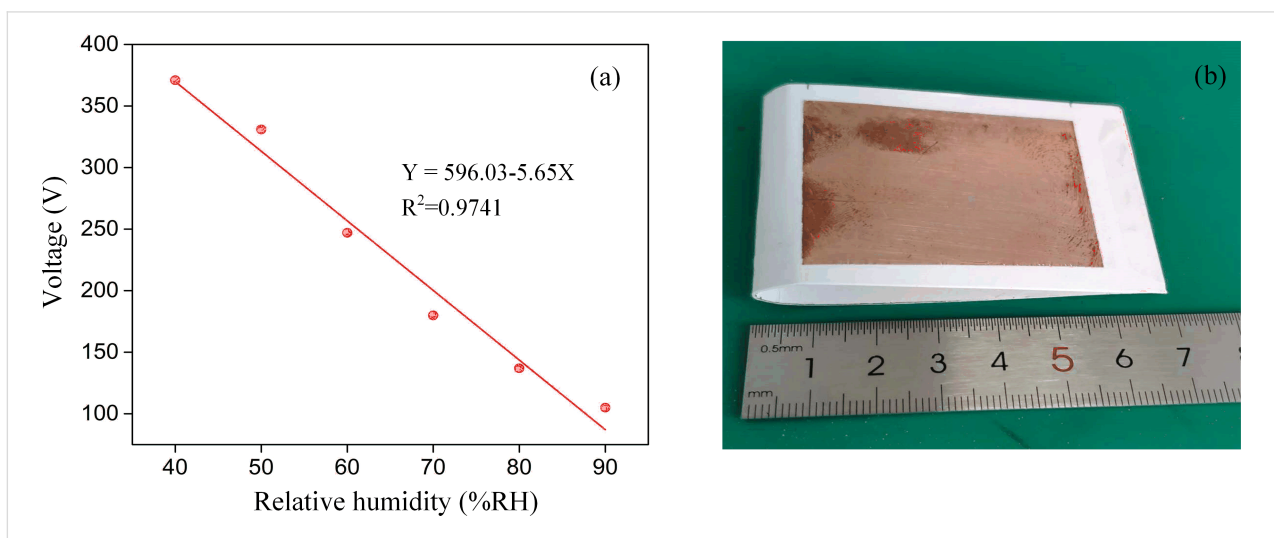 400
350
300
250
200
150
100
Voltage (V)
(a)
Y = 596.03-5.65X
R²=0.9741
40 50 60 70 80 90
Relative humidity (%RH)
(b)
0.5mm
1 2 3 4 5 6 7
mm